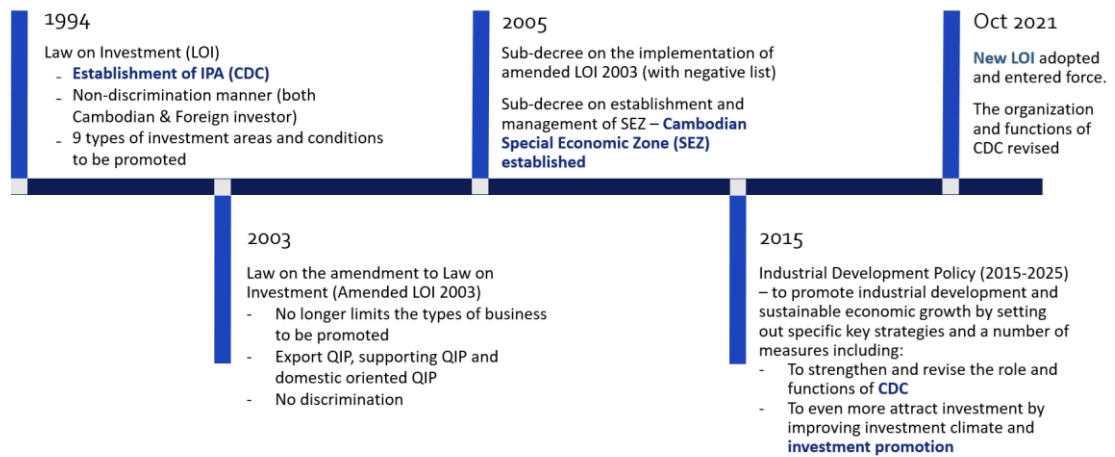 1994
Law on Investment (LOI)
- Establishment of IPA (CDC)
- Non-discrimination manner (both
Cambodian & Foreign investor)
- 9 types of investment areas and conditions
to be promoted
2003
Law on the amendment to Law on
Investment (Amended LOI 2003)
- No longer limits the types of business
to be promoted
- Export QIP, supporting QIP and
domestic oriented QIP
- No discrimination
2005
Sub-decree on the implementation of
amended LOI 2003 (with negative list)
Sub-decree on establishment and
management of SEZ – Cambodian
Special Economic Zone (SEZ)
established
2015
Industrial Development Policy (2015-2025)
– to promote industrial development and
sustainable economic growth by setting
out specific key strategies and a number of
measures including:
- To strengthen and revise the role and
functions of CDC
- To even more attract investment by
improving investment climate and
investment promotion
Oct 2021
New LOI adopted
and entered force.
The organization
and functions of
CDC revised